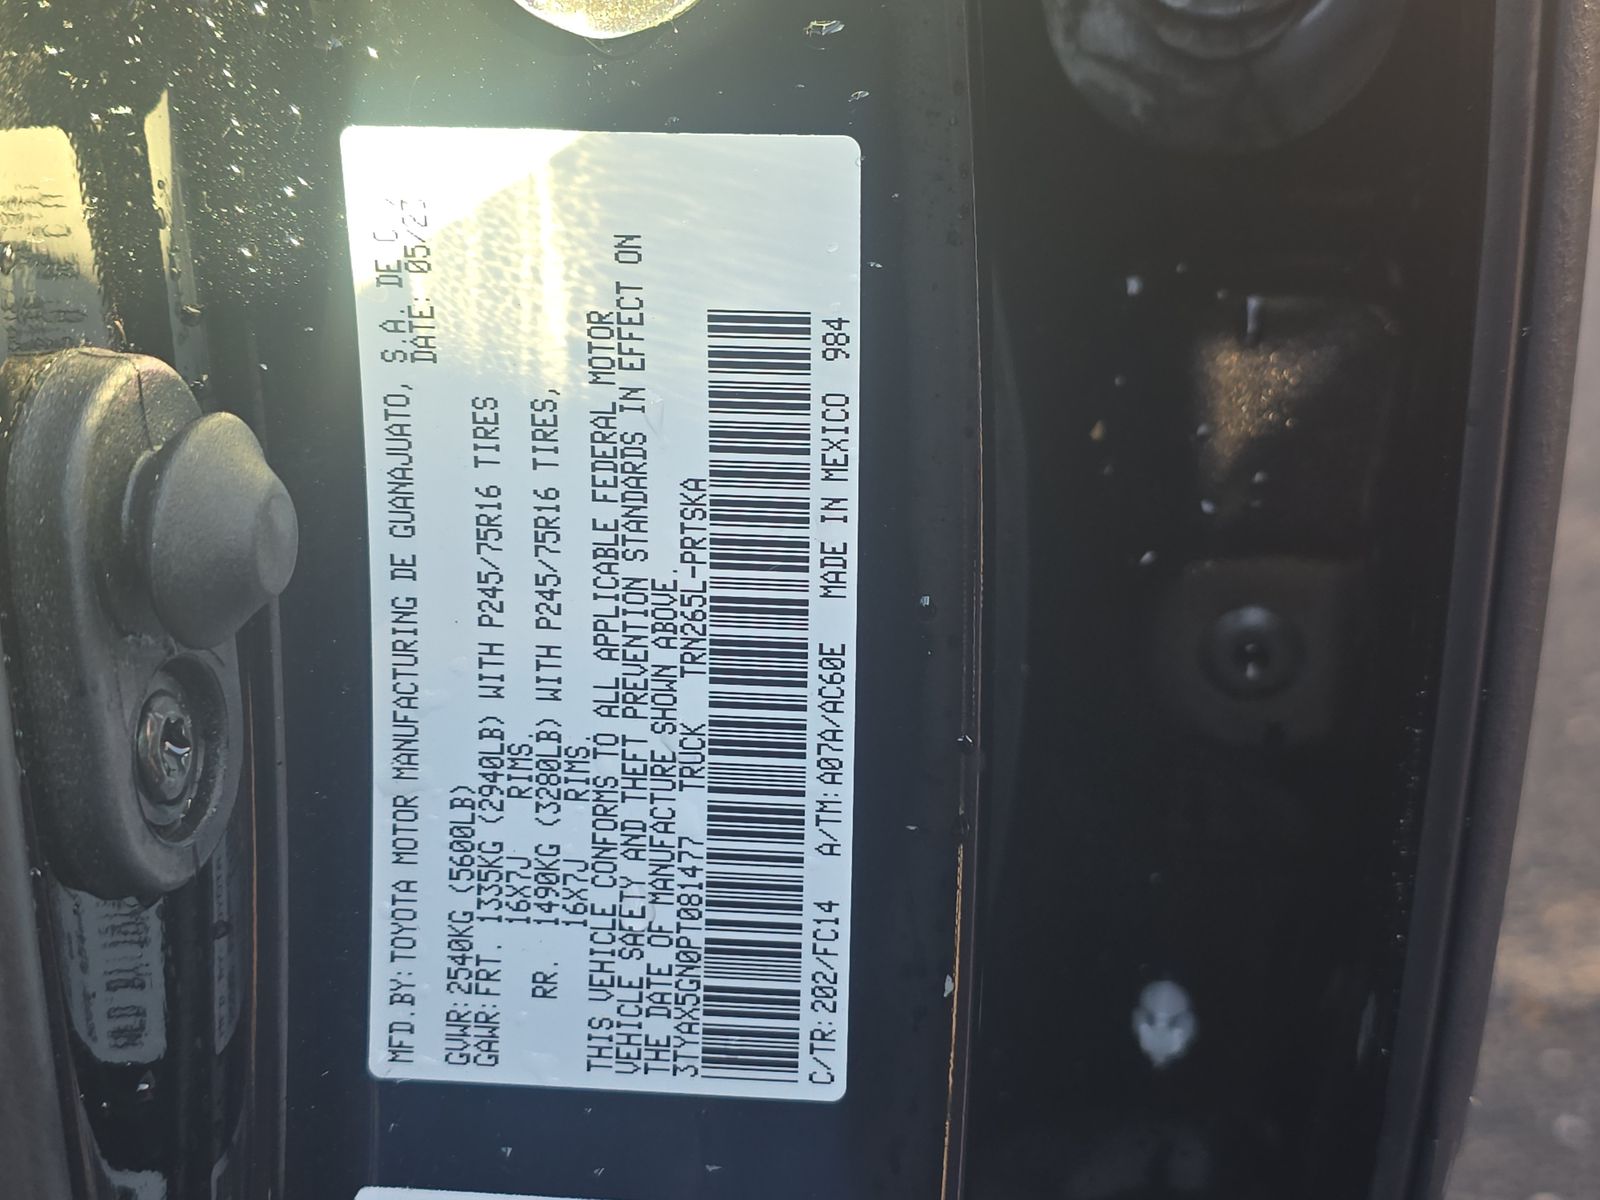 MFD.BY:TOYOTA MOTOR MANUFACTURING DE GUANAJUATO, S.A. DE C.
DATE: 05/23
GVWR:2540KG (5600LB)
GAWR:FRT. 1335KG (2940LB) WITH P245/75R16 TIRES
16X7J RIMS.
RR. 1490KG (3280LB) WITH P245/75R16 TIRES,
16X7J RIMS.
THIS VEHICLE CONFORMS TO ALL APPLICABLE FEDERAL MOTOR
VEHICLE SAFETY AND THEFT PREVENTION STANDARDS IN EFFECT ON
THE DATE OF MANUFACTURE SHOWN ABOVE.
3TYAX5GN0PT081477 TRUCK TRN265L-PRTSKA
C/TR:202/FC14 A/TM:A07A/AC60E MADE IN MEXICO 984